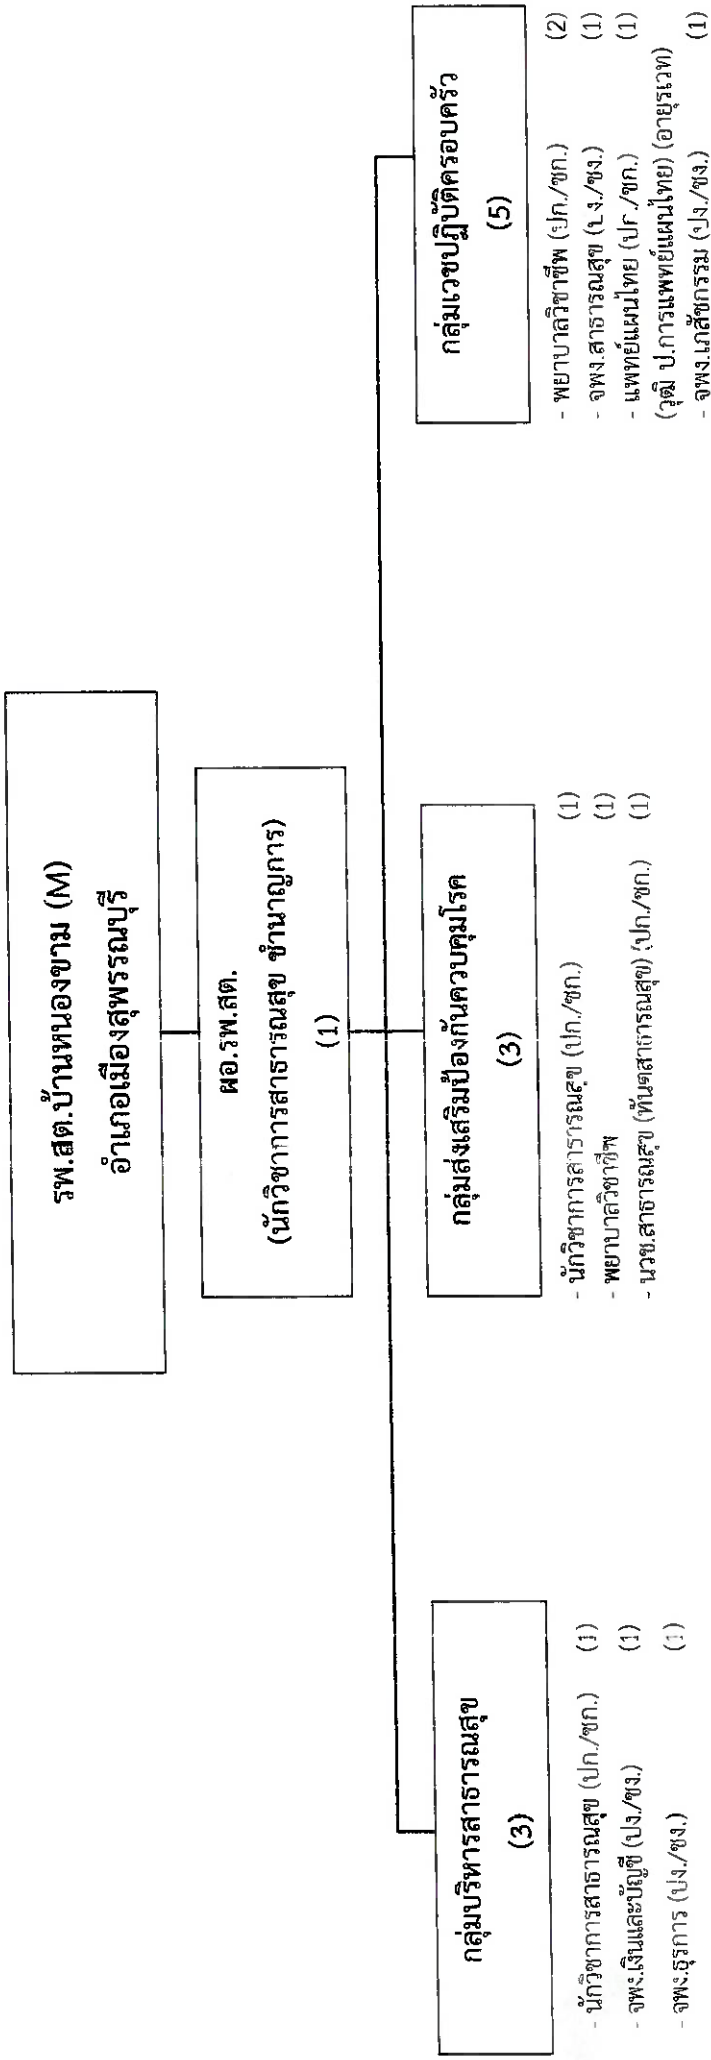 รพ.สต.บ้านหนองขาม (M)
อำเภอเมืองสุพรรณบุรี
ผอ.รพ.สต.
(นักวิชาการสาธารณสุข ชำนาญการ)
(1)
กลุ่มบริหารสาธารณสุข
(3)
- นักวิชาการสาธารณสุข (ปก./ชก.) (1)
- จพง.เงินและบัญชี (ปง./ชง.) (1)
- จพง.ธุรการ (ปง./ชง.) (1)
กลุ่มส่งเสริมป้องกันควบคุมโรค
(3)
- นักวิชาการสาธารณสุข (ปก./ชก.) (1)
- พยาบาลวิชาชีพ (1)
- นวช.สาธารณสุข (ทันตสาธารณสุข) (ปก./ชก.) (1)
กลุ่มเวชปฏิบัติครอบครัว
(5)
- พยาบาลวิชาชีพ (ปก./ชก.) (2)
- จพง.สาธารณสุข (ปง./ชง.) (1)
- แพทย์แผนไทย (ปก./ชก.) (1)
(วุฒิ ป.การแพทย์แผนไทย) (อายุรเวท)
- จพง.เภสัชกรรม (ปง./ชง.) (1)